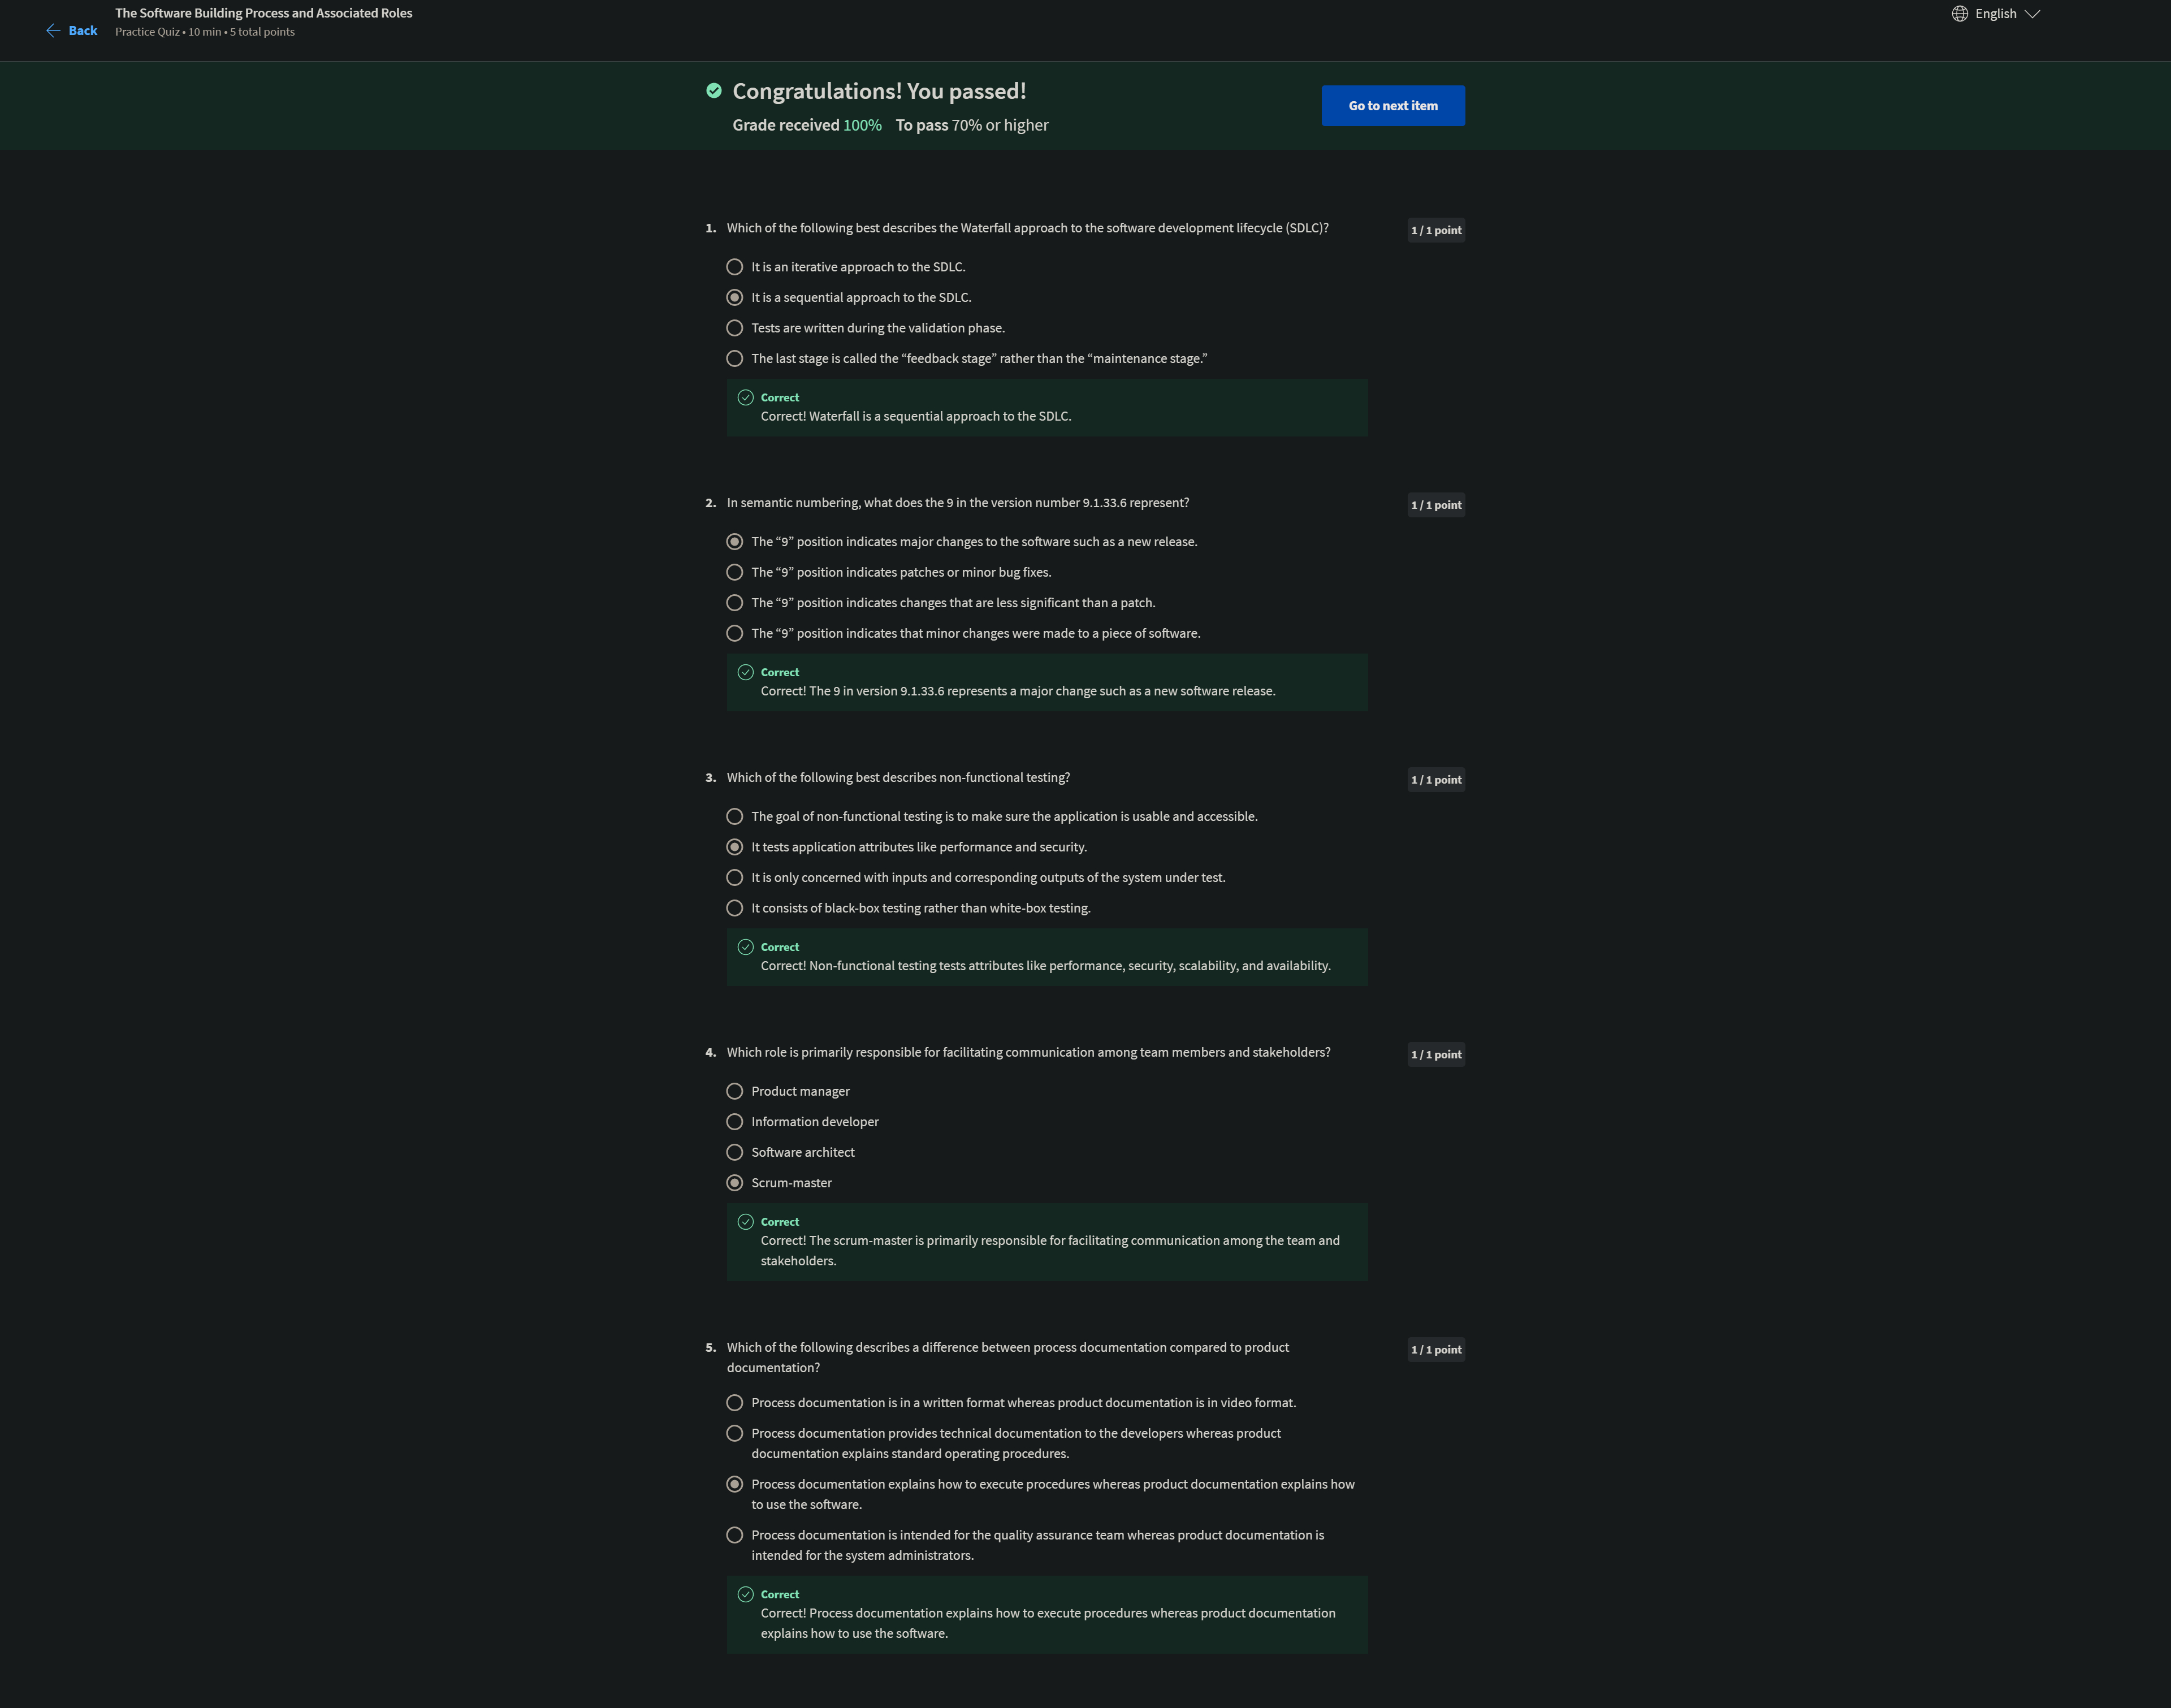 The Software Building Process and Associated Roles
Back
Practice Quiz • 10 min • 5 total points
English
Congratulations! You passed!
Grade received 100% To pass 70% or higher
Go to next item
1. Which of the following best describes the Waterfall approach to the software development lifecycle (SDLC)?
1 / 1 point
It is an iterative approach to the SDLC.
It is a sequential approach to the SDLC.
Tests are written during the validation phase.
The last stage is called the “feedback stage” rather than the “maintenance stage.”
Correct
Correct! Waterfall is a sequential approach to the SDLC.
2. In semantic numbering, what does the 9 in the version number 9.1.33.6 represent?
1 / 1 point
The “9” position indicates major changes to the software such as a new release.
The “9” position indicates patches or minor bug fixes.
The “9” position indicates changes that are less significant than a patch.
The “9” position indicates that minor changes were made to a piece of software.
Correct
Correct! The 9 in version 9.1.33.6 represents a major change such as a new software release.
3. Which of the following best describes non-functional testing?
1 / 1 point
The goal of non-functional testing is to make sure the application is usable and accessible.
It tests application attributes like performance and security.
It is only concerned with inputs and corresponding outputs of the system under test.
It consists of black-box testing rather than white-box testing.
Correct
Correct! Non-functional testing tests attributes like performance, security, scalability, and availability.
4. Which role is primarily responsible for facilitating communication among team members and stakeholders?
1 / 1 point
Product manager
Information developer
Software architect
Scrum-master
Correct
Correct! The scrum-master is primarily responsible for facilitating communication among the team and
stakeholders.
5. Which of the following describes a difference between process documentation compared to product
documentation?
1 / 1 point
Process documentation is in a written format whereas product documentation is in video format.
Process documentation provides technical documentation to the developers whereas product
documentation explains standard operating procedures.
Process documentation explains how to execute procedures whereas product documentation explains how
to use the software.
Process documentation is intended for the quality assurance team whereas product documentation is
intended for the system administrators.
Correct
Correct! Process documentation explains how to execute procedures whereas product documentation
explains how to use the software.